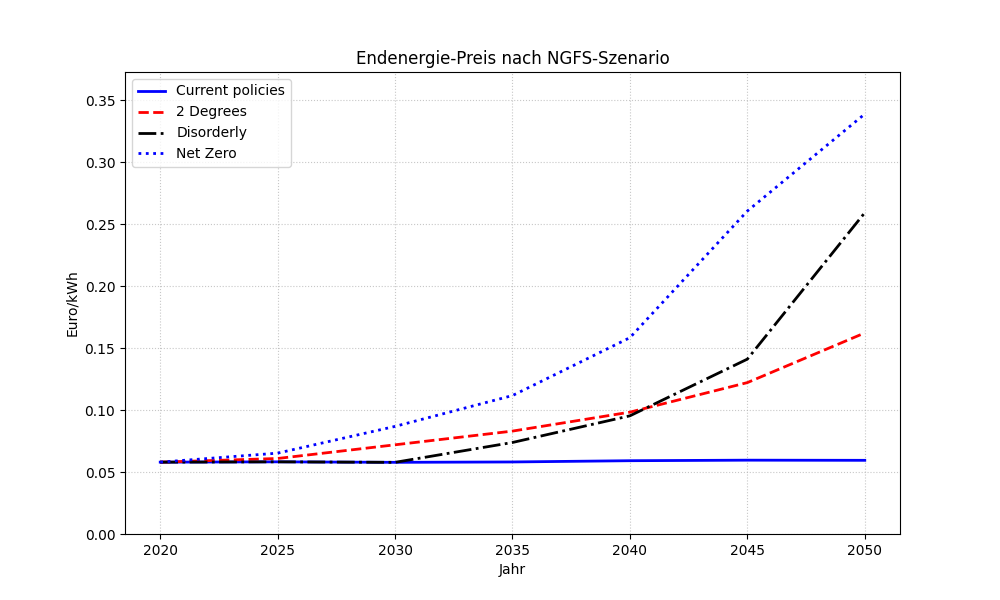 Endenergie-Preis nach NGFS-Szenario
Current policies
2 Degrees
Disorderly
Net Zero
0.35
0.30
0.25
0.20
0.15
0.10
0.05
0.00
Euro/kWh
2020 2025 2030 2035 2040 2045 2050
Jahr